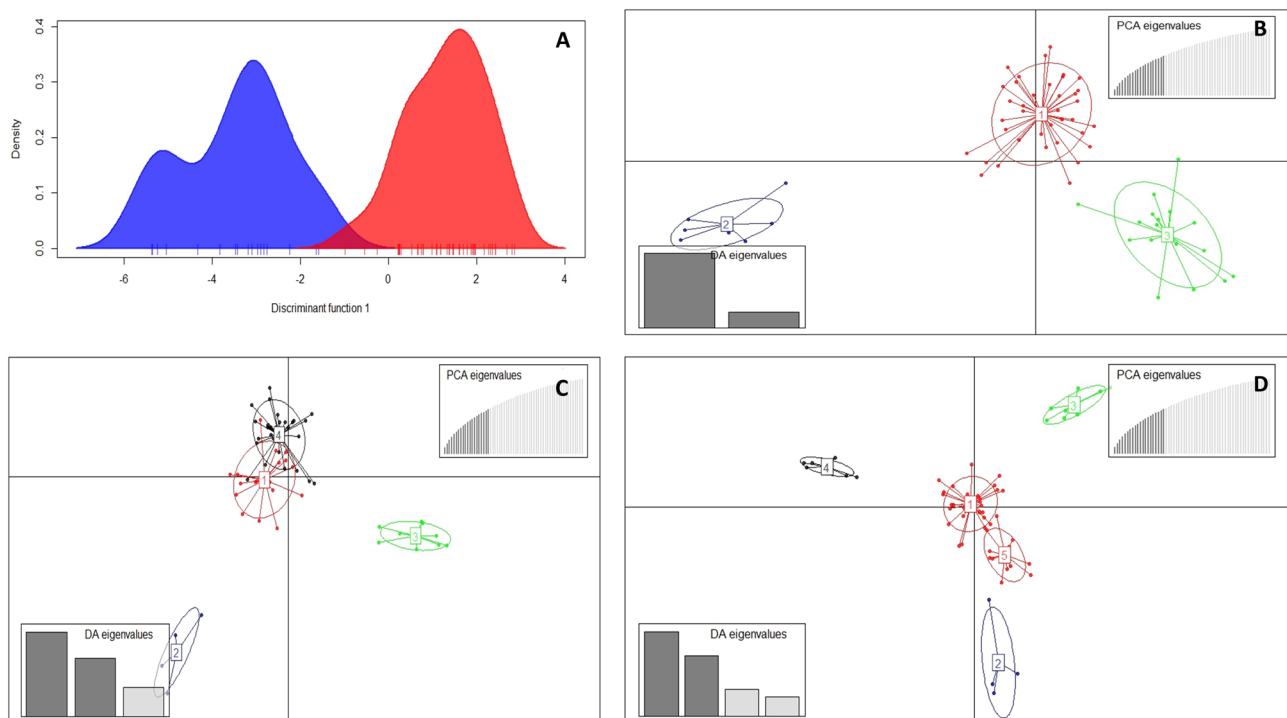 A
Density
0.0
0.1
0.2
0.3
0.4
-6
-4
-2
0
2
4
Discriminant function 1
B
PCA eigenvalues
1
2
3
DA eigenvalues
C
PCA eigenvalues
4
1
3
2
DA eigenvalues
D
PCA eigenvalues
3
4
1
5
2
DA eigenvalues